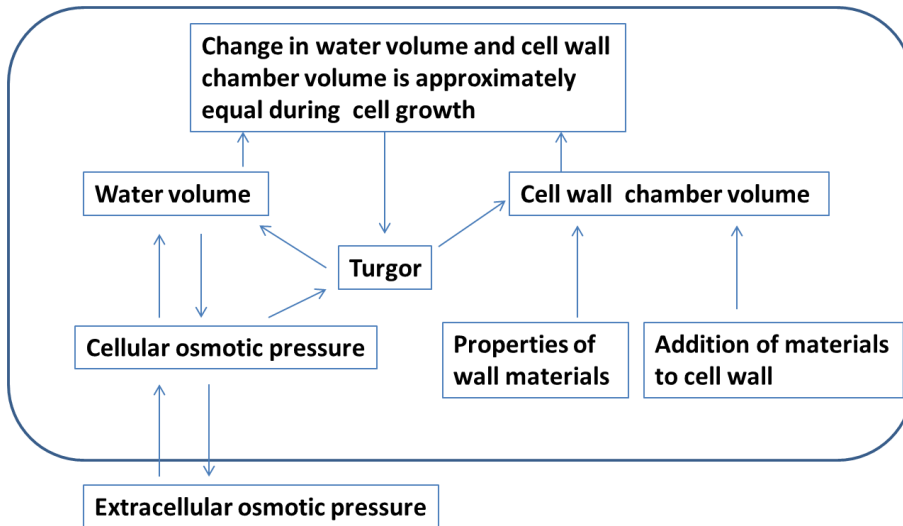 Change in water volume and cell wall
chamber volume is approximately
equal during cell growth
Water volume
Cell wall chamber volume
Turgor
Cellular osmotic pressure
Properties of
wall materials
Addition of materials
to cell wall
Extracellular osmotic pressure